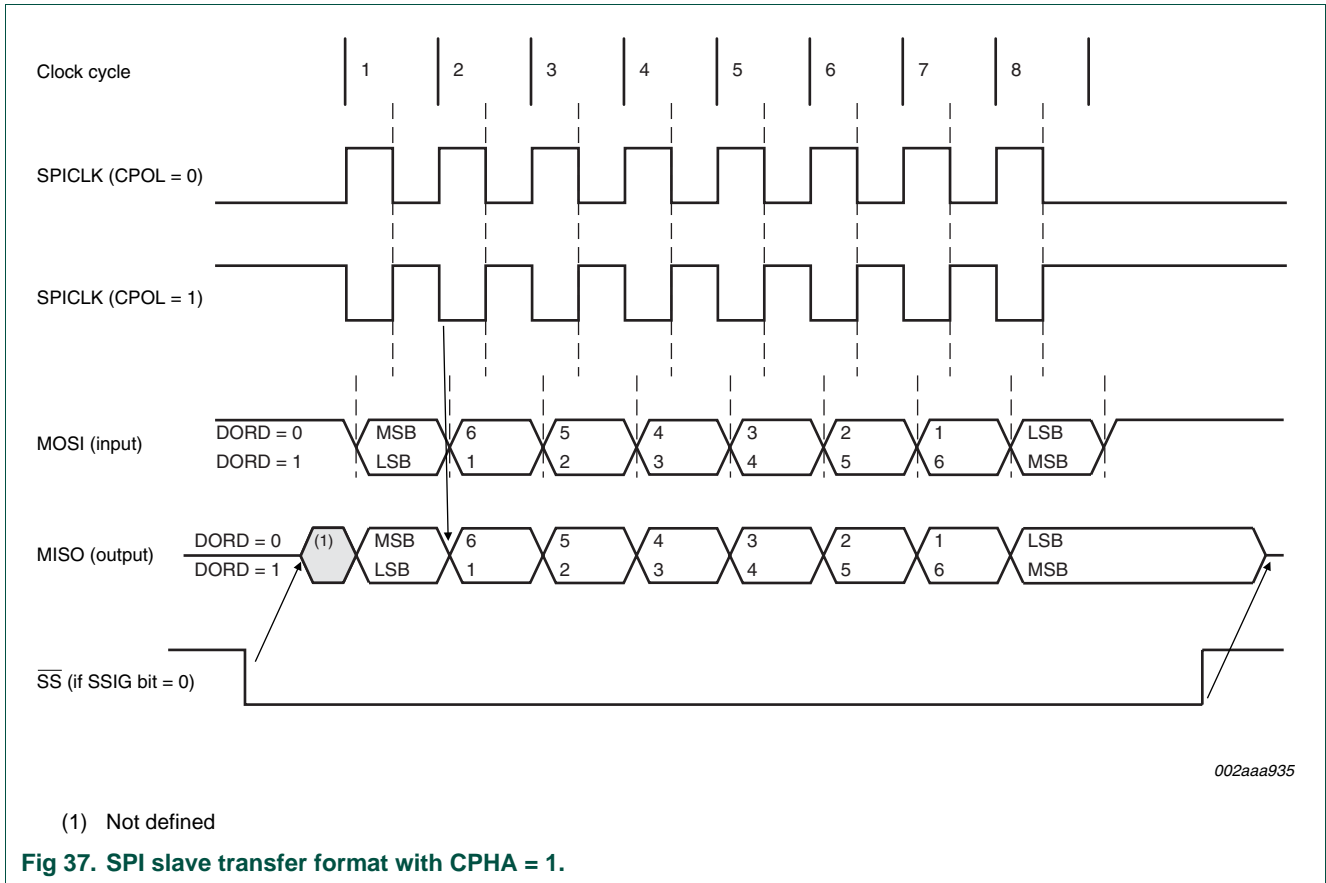 Clock cycle 1 2 3 4 5 6 7 8
SPICLK (CPOL = 0)
SPICLK (CPOL = 1)
MOSI (input)
DORD = 0 MSB 6 5 4 3 2 1 LSB
DORD = 1 LSB 1 2 3 4 5 6 MSB
MISO (output)
DORD = 0 (1) MSB 6 5 4 3 2 1 LSB
DORD = 1 LSB 1 2 3 4 5 6 MSB
SS (if SSIG bit = 0)
002aaa935
(1) Not defined
Fig 37. SPI slave transfer format with CPHA = 1.